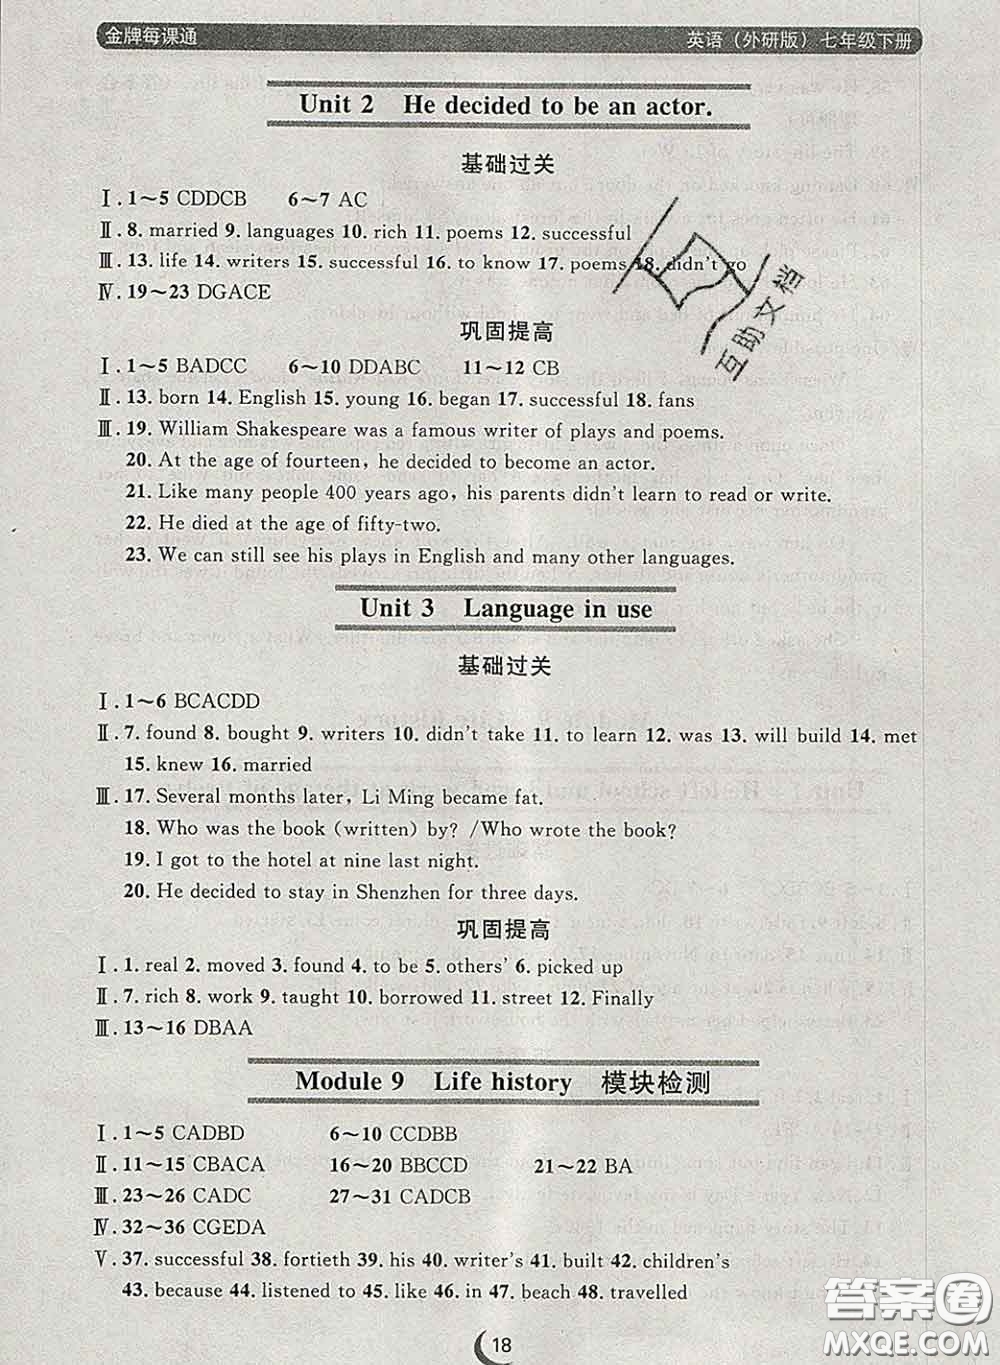 金牌每课通
英语（外研版）七年级下册
Unit 2 He decided to be an actor.
基础过关
Ⅰ. 1～5 CDDCB 6～7 AC
Ⅱ. 8. married 9. languages 10. rich 11. poems 12. successful
Ⅲ. 13. life 14. writers 15. successful 16. to know 17. poems 18. didn't go
Ⅳ. 19～23 DGACE
巩固提高
Ⅰ. 1～5 BADCC 6～10 DDABC 11～12 CB
Ⅱ. 13. born 14. English 15. young 16. began 17. successful 18. fans
Ⅲ. 19. William Shakespeare was a famous writer of plays and poems.
20. At the age of fourteen, he decided to become an actor.
21. Like many people 400 years ago, his parents didn't learn to read or write.
22. He died at the age of fifty-two.
23. We can still see his plays in English and many other languages.
互助文档
Unit 3 Language in use
基础过关
Ⅰ. 1～6 BCACDD
Ⅱ. 7. found 8. bought 9. writers 10. didn't take 11. to learn 12. was 13. will build 14. met
15. knew 16. married
Ⅲ. 17. Several months later, Li Ming became fat.
18. Who was the book (written) by? /Who wrote the book?
19. I got to the hotel at nine last night.
20. He decided to stay in Shenzhen for three days.
巩固提高
Ⅰ. 1. real 2. moved 3. found 4. to be 5. others' 6. picked up
Ⅱ. 7. rich 8. work 9. taught 10. borrowed 11. street 12. Finally
Ⅲ. 13～16 DBAA
Module 9 Life history 模块检测
Ⅰ. 1～5 CADBD 6～10 CCDBB
Ⅱ. 11～15 CBACA 16～20 BBCCD 21～22 BA
Ⅲ. 23～26 CADC 27～31 CADCB
Ⅳ. 32～36 CGEDA
Ⅴ. 37. successful 38. fortieth 39. his 40. writer's 41. built 42. children's
43. because 44. listened to 45. like 46. in 47. beach 48. travelled
18
答案圈
MXQE.COM